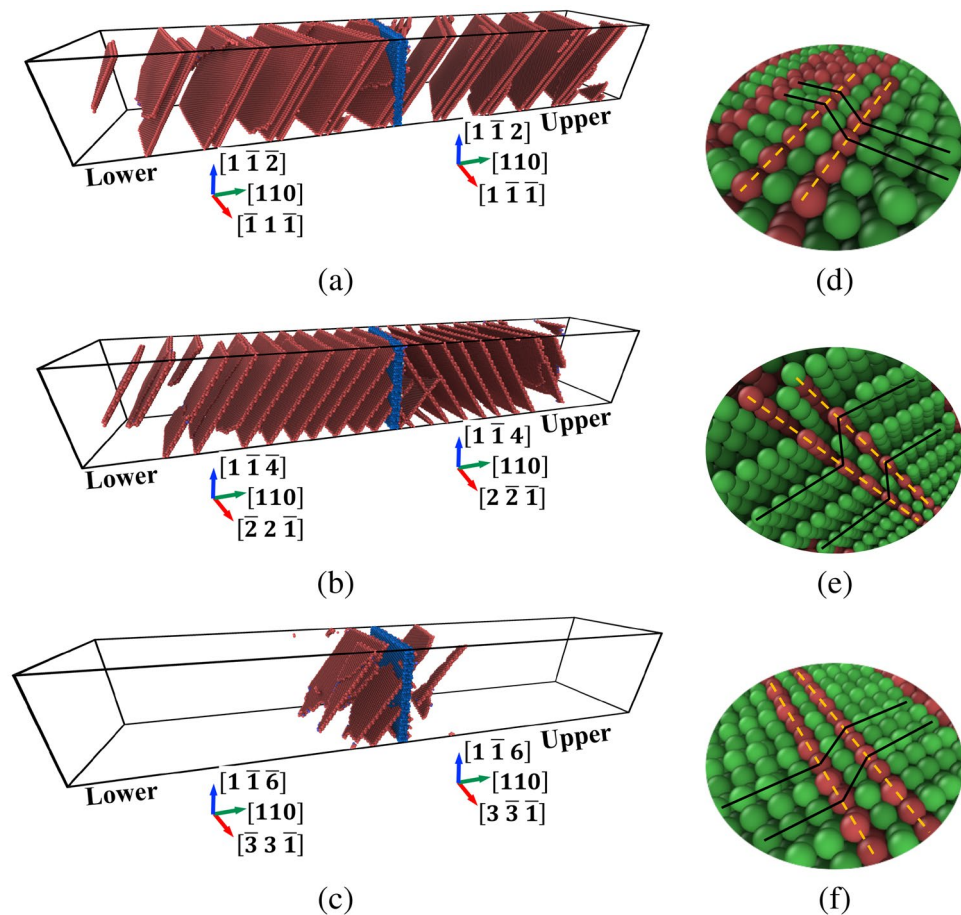 [1 1̅ 2]
Upper
[1 1̅ 2̅]
[110]
Lower
[110]
[1 1̅ 1̅]
[1̅ 1 1̅]
(a)
(d)
[1 1̅ 4]
Upper
[1 1̅ 4̅]
[110]
Lower
[110]
[2 2̅ 1̅]
[2̅ 2 1̅]
(b)
(e)
[1 1̅ 6]
Upper
[1 1̅ 6̅]
[110]
Lower
[110]
[3 3̅ 1̅]
[3̅ 3 1̅]
(c)
(f)